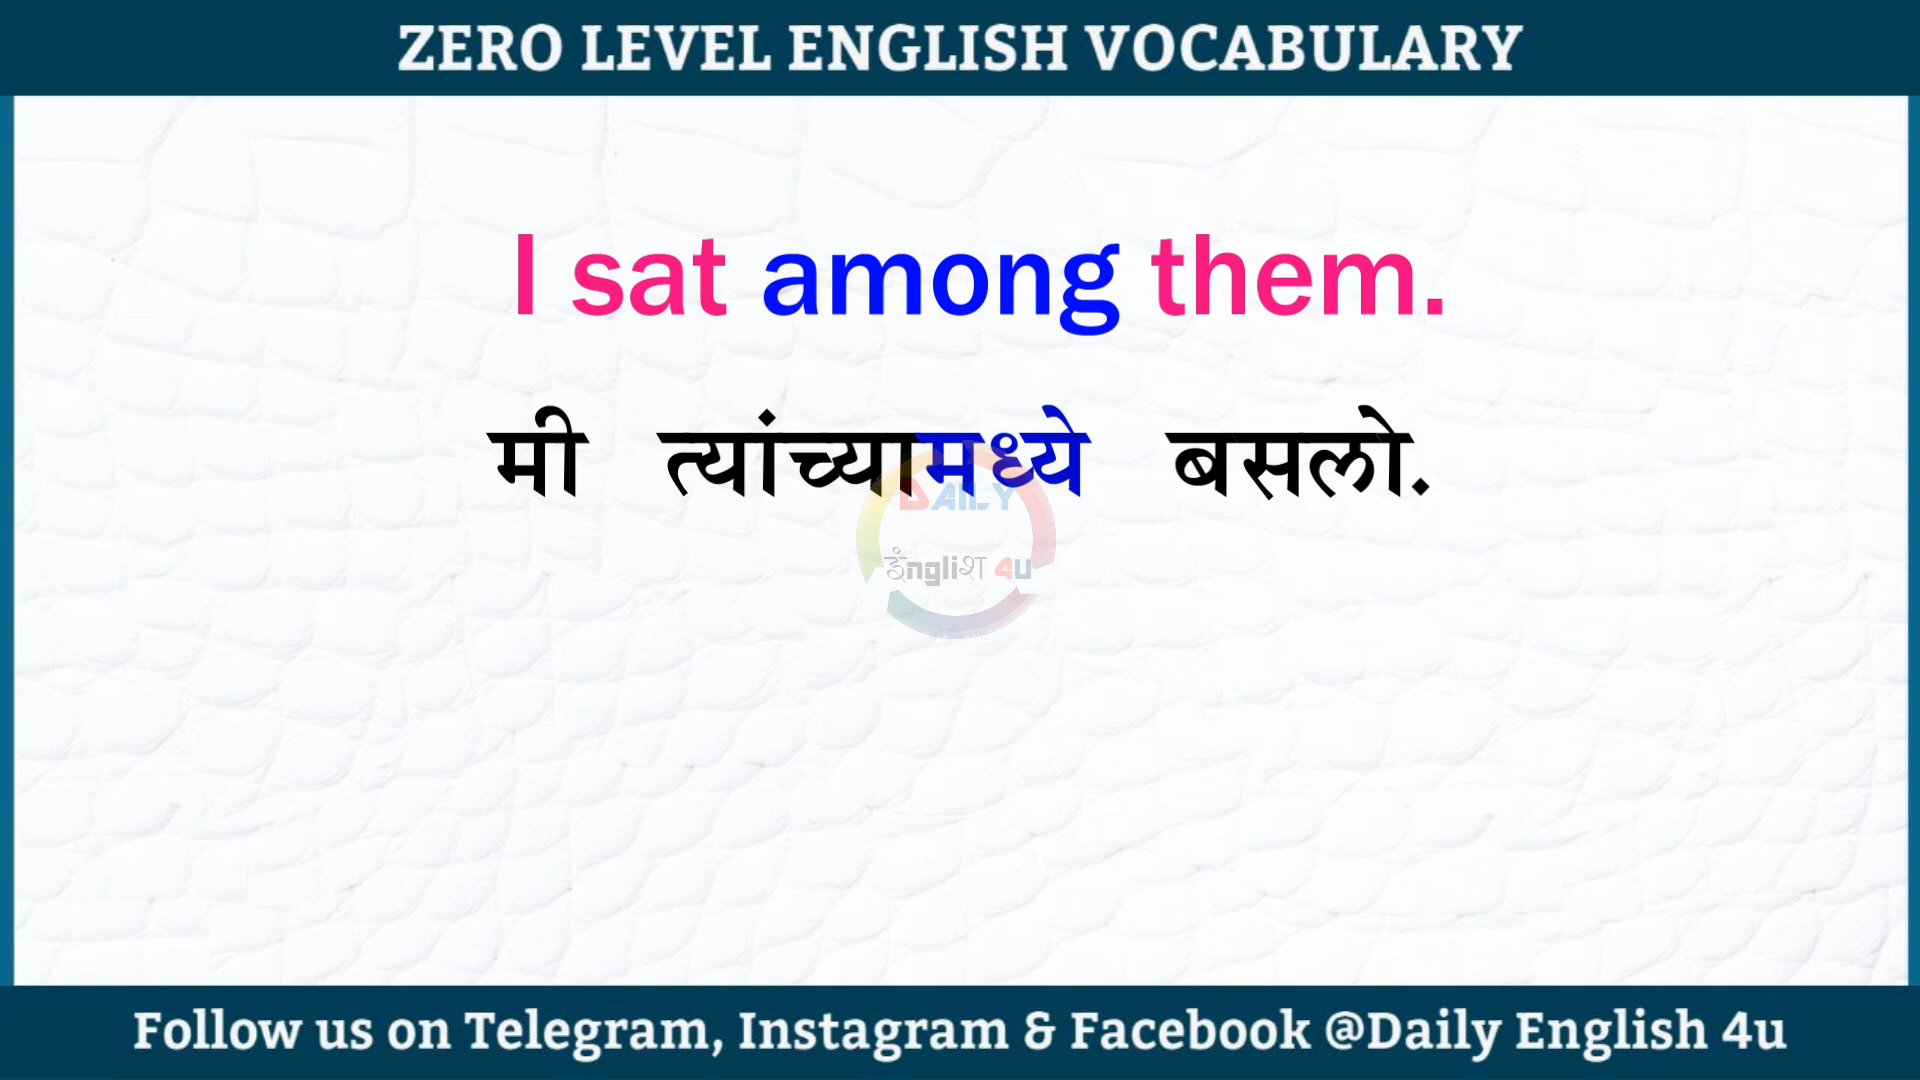 ZERO LEVEL ENGLISH VOCABULARY
I sat among them.
मी त्यांच्यामध्ये बसलो.
DAILY
इंngliश 4u
Follow us on Telegram, Instagram & Facebook @Daily English 4u